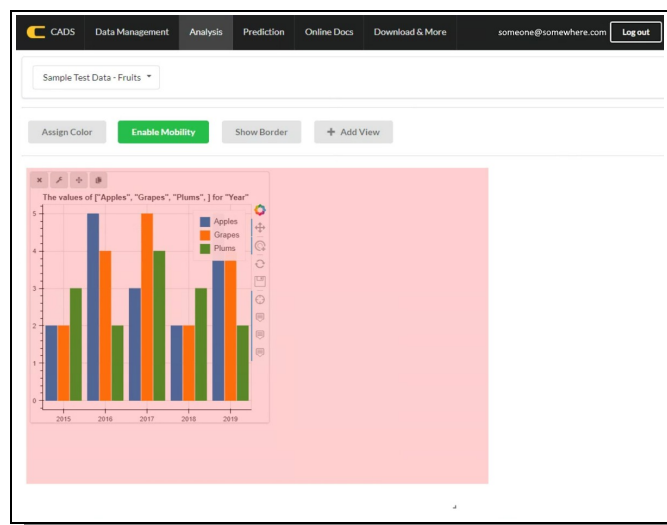 CADS Data Management Analysis Prediction Online Docs Download & More someone@somewhere.com Log out
Sample Test Data - Fruits
Assign Color Enable Mobility Show Border + Add View
The values of ["Apples", "Grapes", "Plums", ] for "Year"
Apples
Grapes
Plums
5
4
3
2
1
0
2015 2016 2017 2018 2019